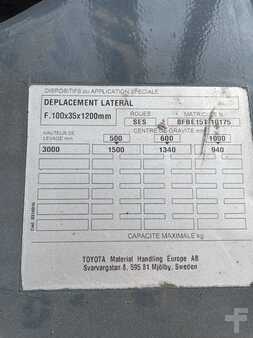 DISPOSITIFS ou APPLICATION SPECIALE
DEPLACEMENT LATERAL
F.100x35x1200mm
ROUES
SES
MATRICULE N
8FBE15T 10175
HAUTEUR DE LEVAGE mm
CENTRE DE GRAVITE mm
500 600 1000
3000 1500 1340 940
CAPACITE MAXIMALE kg
TOYOTA Material Handling Europe AB
Svarvargatan 8, 595 81 Mjölby, Sweden